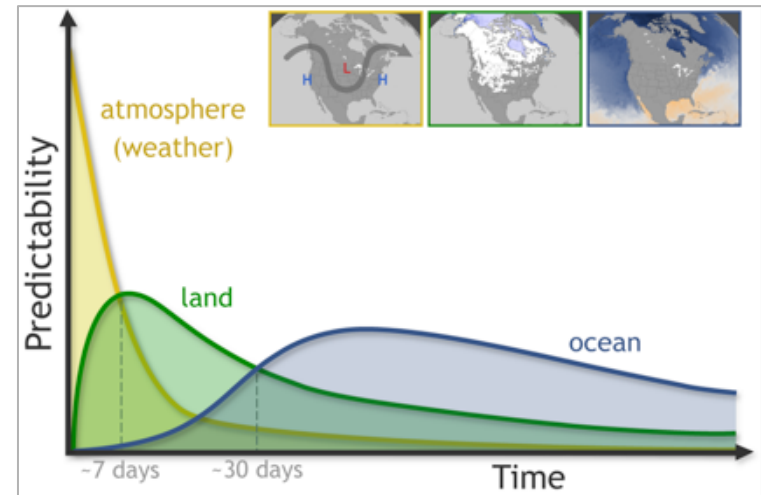 H
L
H
atmosphere
(weather)
Predictability
land
ocean
~7 days
~30 days
Time